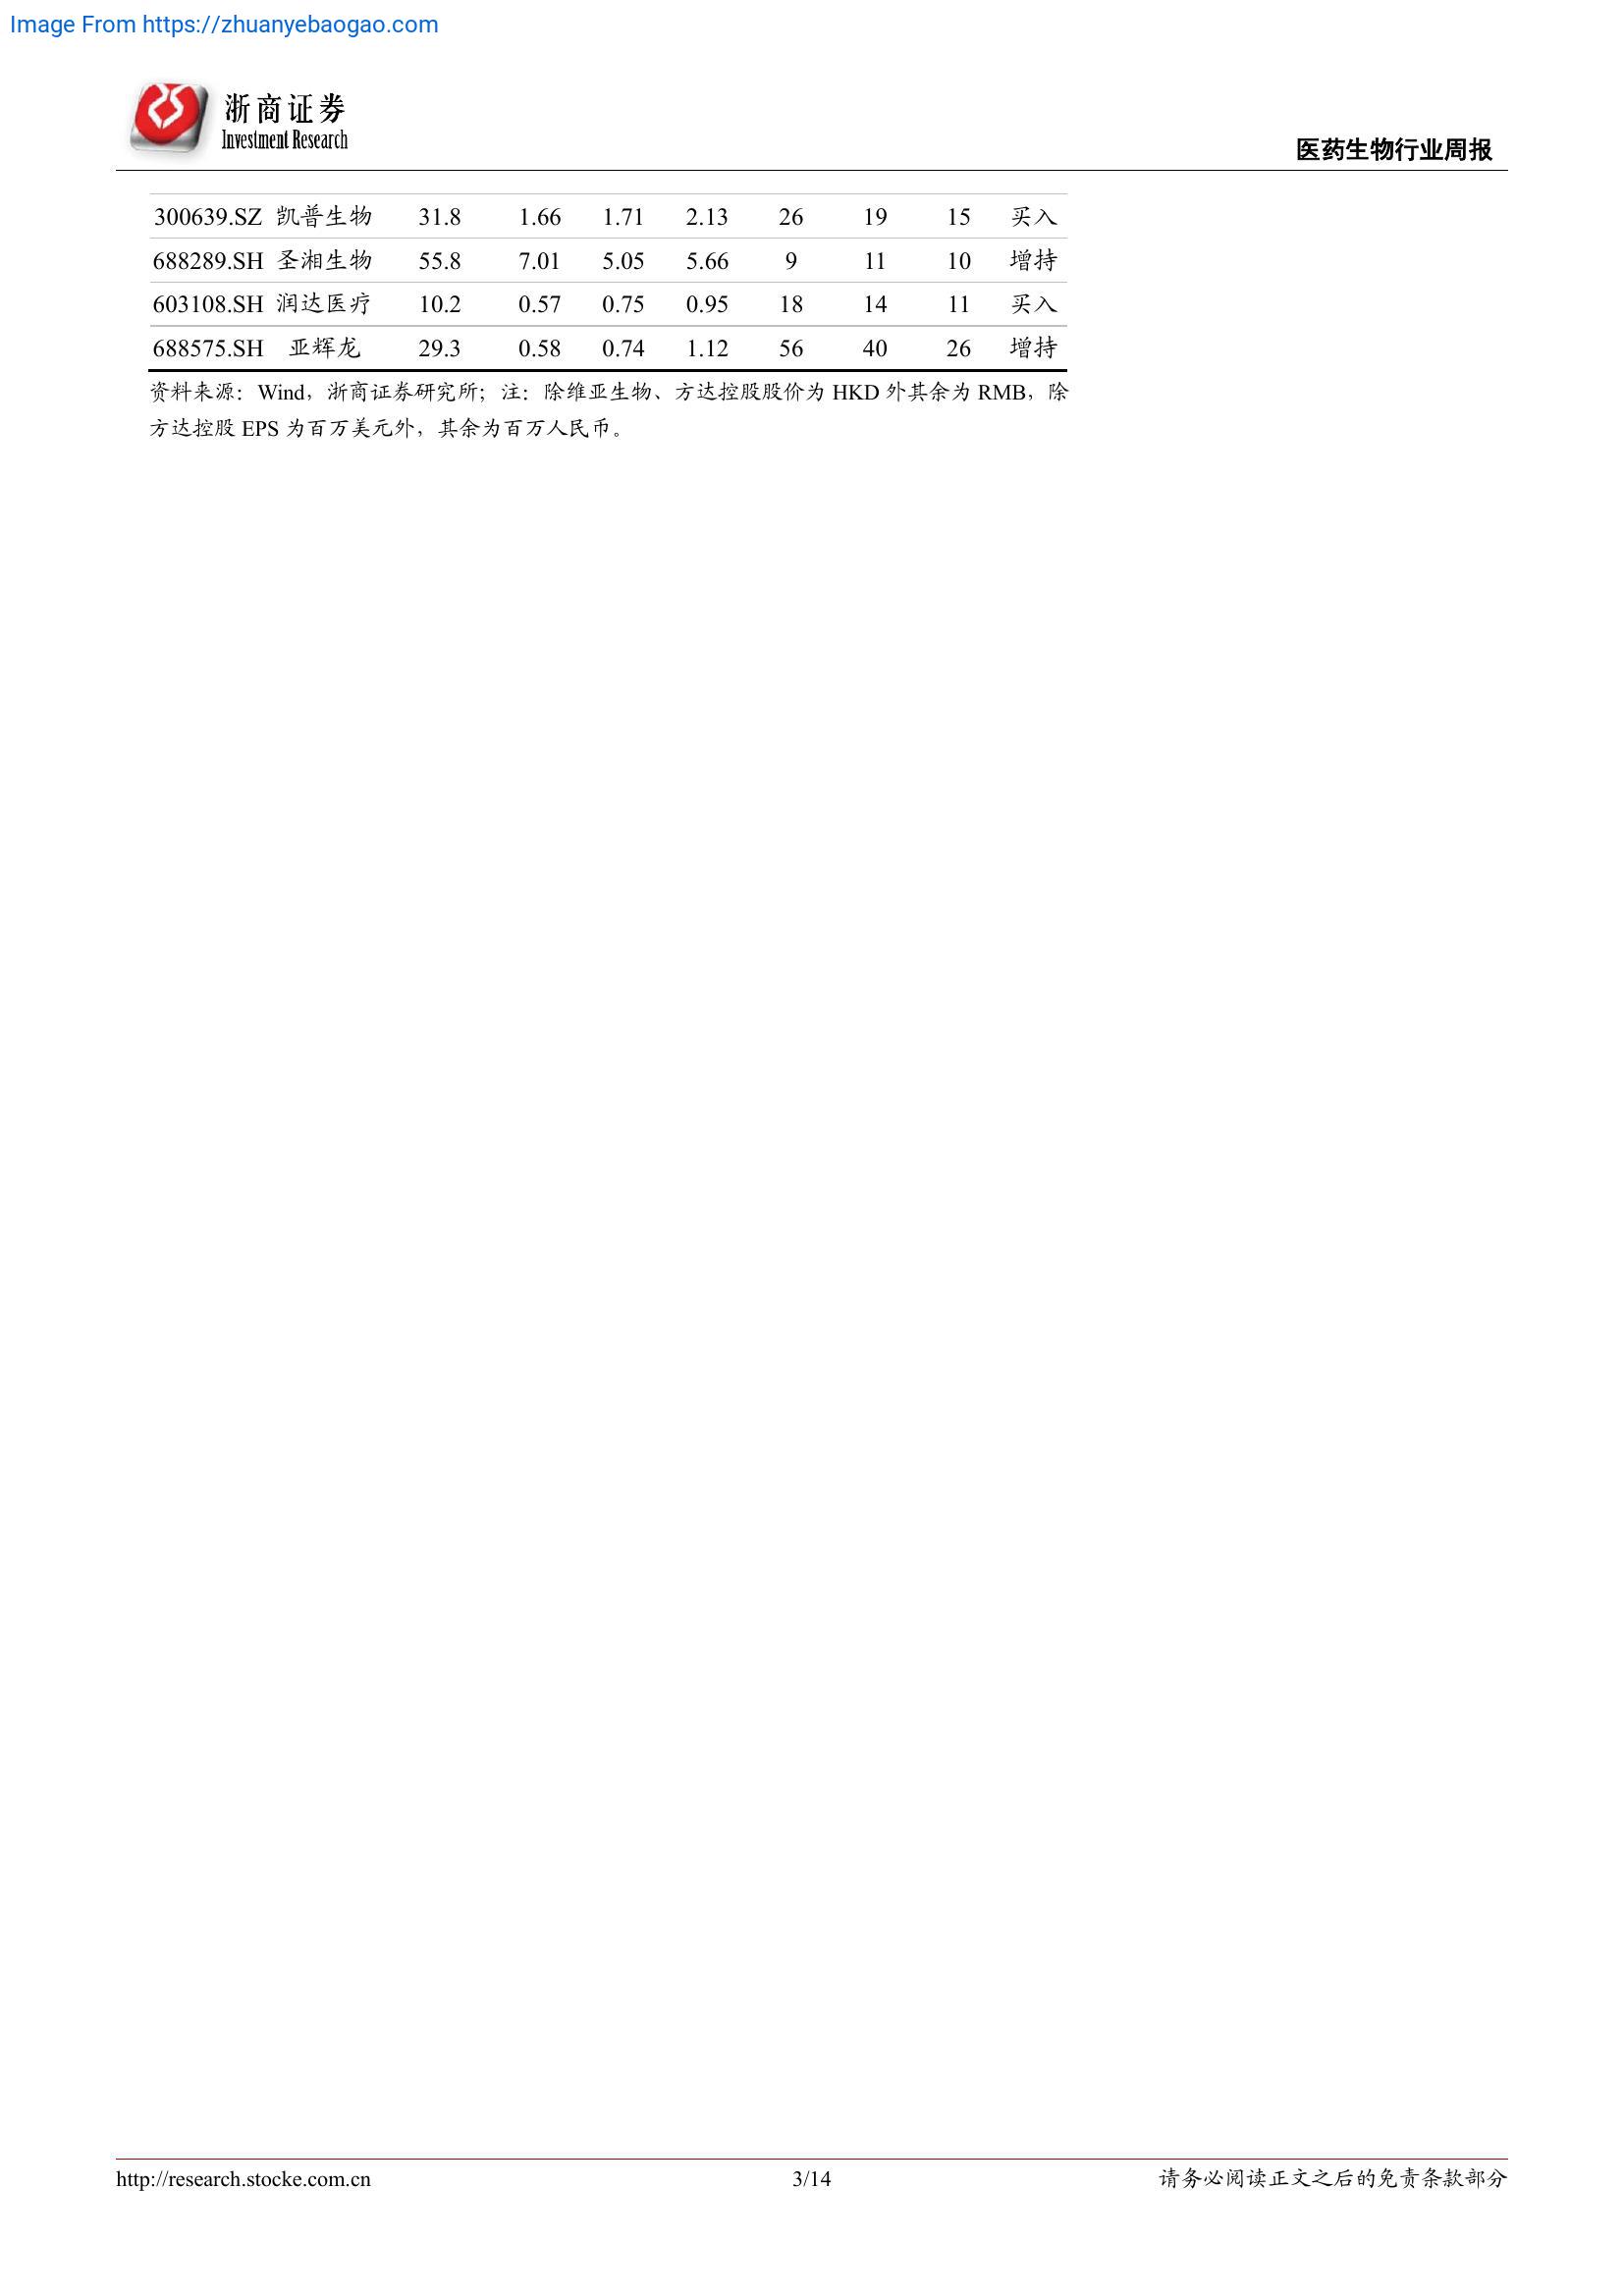 Image From https://zhuanyebaogao.com
浙商证券
Investment Research
医药生物行业周报
300639.SZ 凯普生物 31.8 1.66 1.71 2.13 26 19 15 买入
688289.SH 圣湘生物 55.8 7.01 5.05 5.66 9 11 10 增持
603108.SH 润达医疗 10.2 0.57 0.75 0.95 18 14 11 买入
688575.SH 亚辉龙 29.3 0.58 0.74 1.12 56 40 26 增持
资料来源：Wind，浙商证券研究所；注：除维亚生物、方达控股股价为 HKD 外其余为 RMB，除
方达控股 EPS 为百万美元外，其余为百万人民币。
http://research.stocke.com.cn 3/14 请务必阅读正文之后的免责条款部分